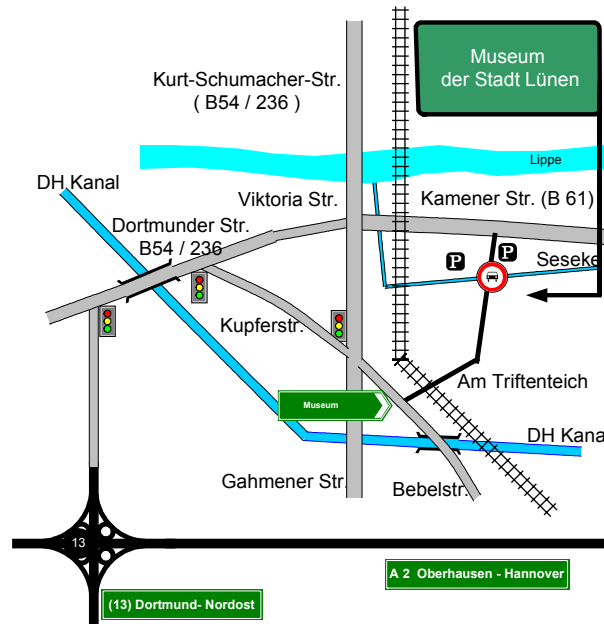 Museum
der Stadt Lünen
Kurt-Schumacher-Str.
( B54 / 236 )
Lippe
DH Kanal
Viktoria Str.
Kamener Str. (B 61)
Dortmunder Str.
B54 / 236
P
P
Seseke
Kupferstr.
Am Triftenteich
Museum
DH Kana
Gahmener Str.
Bebelstr.
13
A 2 Oberhausen - Hannover
(13) Dortmund- Nordost